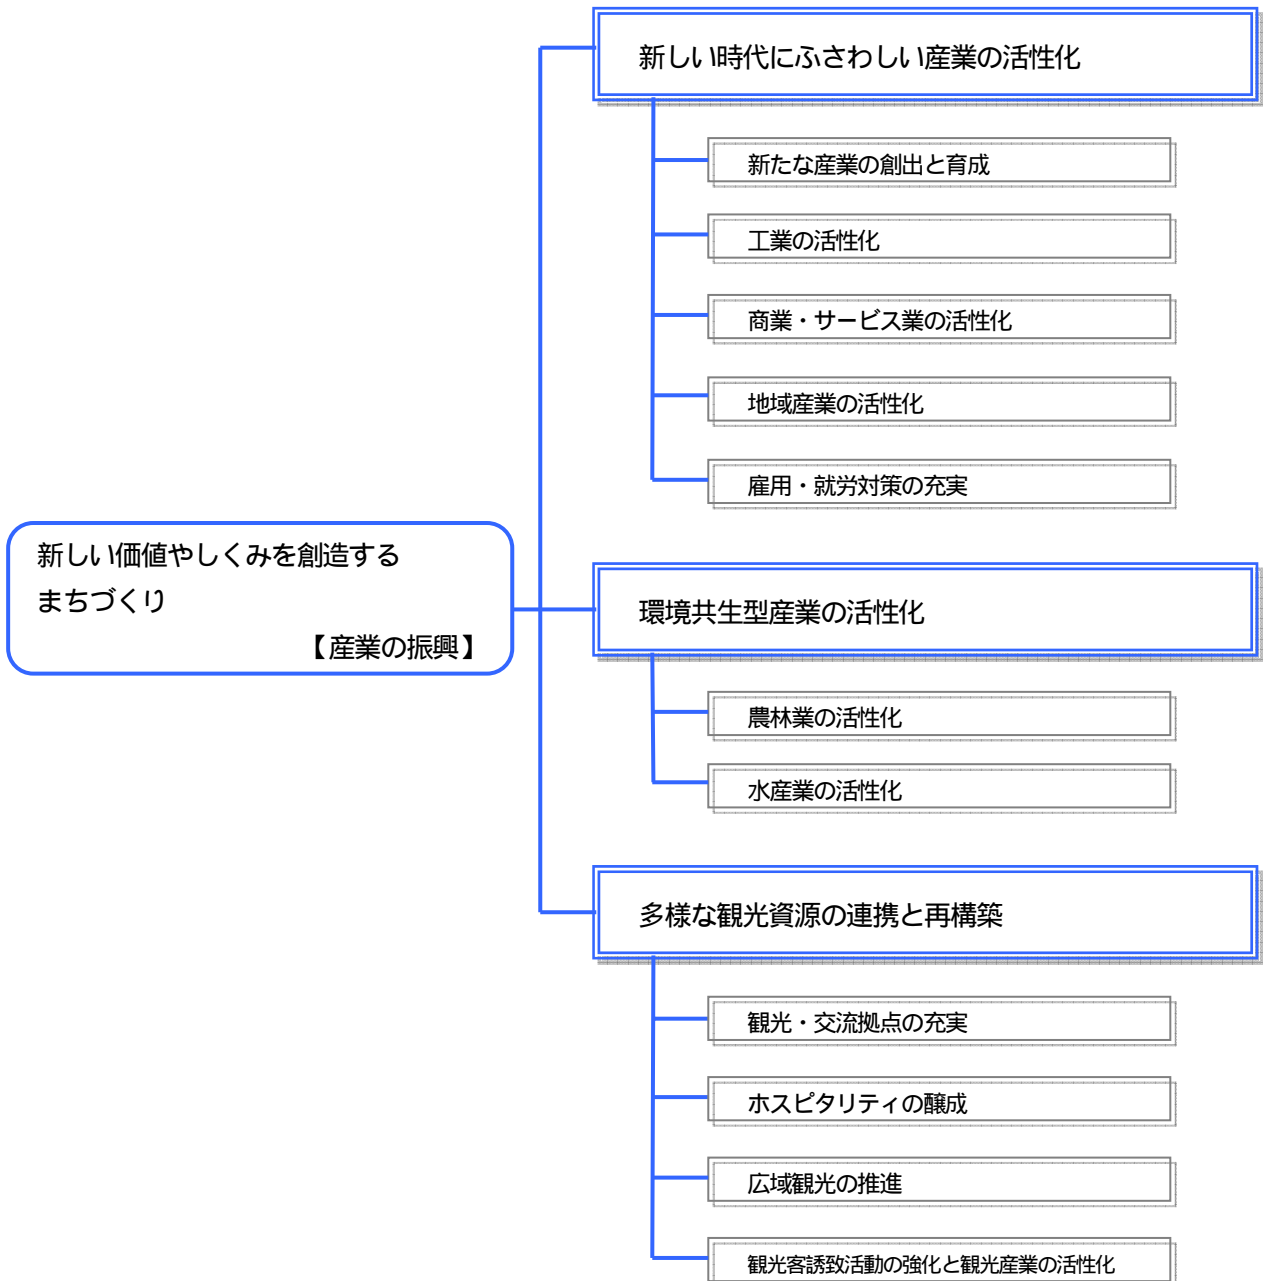 新しい時代にふさわしい産業の活性化
新たな産業の創出と育成
工業の活性化
商業・サービス業の活性化
地域産業の活性化
雇用・就労対策の充実
新しい価値やしくみを創造する
まちづくり
【産業の振興】
環境共生型産業の活性化
農林業の活性化
水産業の活性化
多様な観光資源の連携と再構築
観光・交流拠点の充実
ホスピタリティの醸成
広域観光の推進
観光客誘致活動の強化と観光産業の活性化